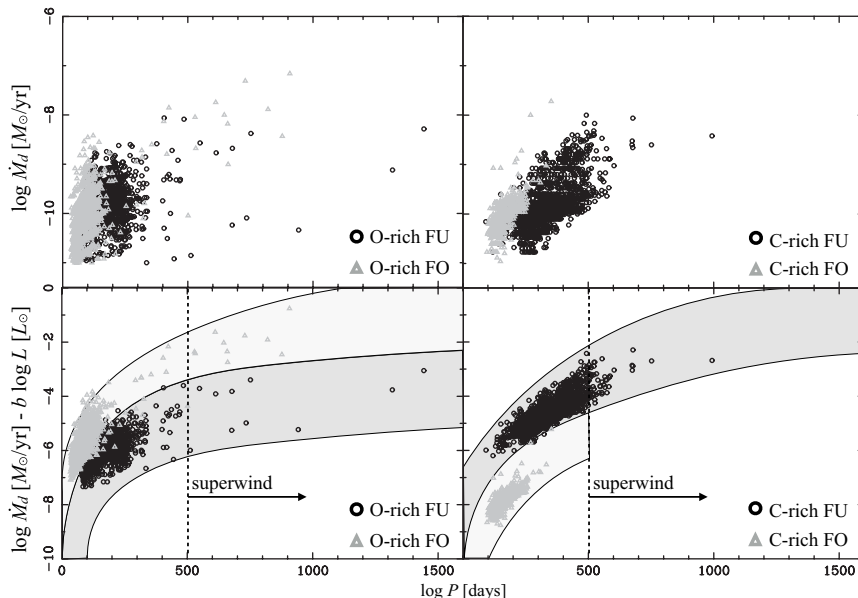 −6
−8
−10
log Ṁd [M⊙/yr]
O-rich FU
O-rich FO
C-rich FU
C-rich FO
0
−2
−4
−6
−8
−10
log Ṁd [M⊙/yr] - b log L [L⊙]
superwind
O-rich FU
O-rich FO
superwind
C-rich FU
C-rich FO
0 500 1000 1500 500 1000 1500
log P [days]